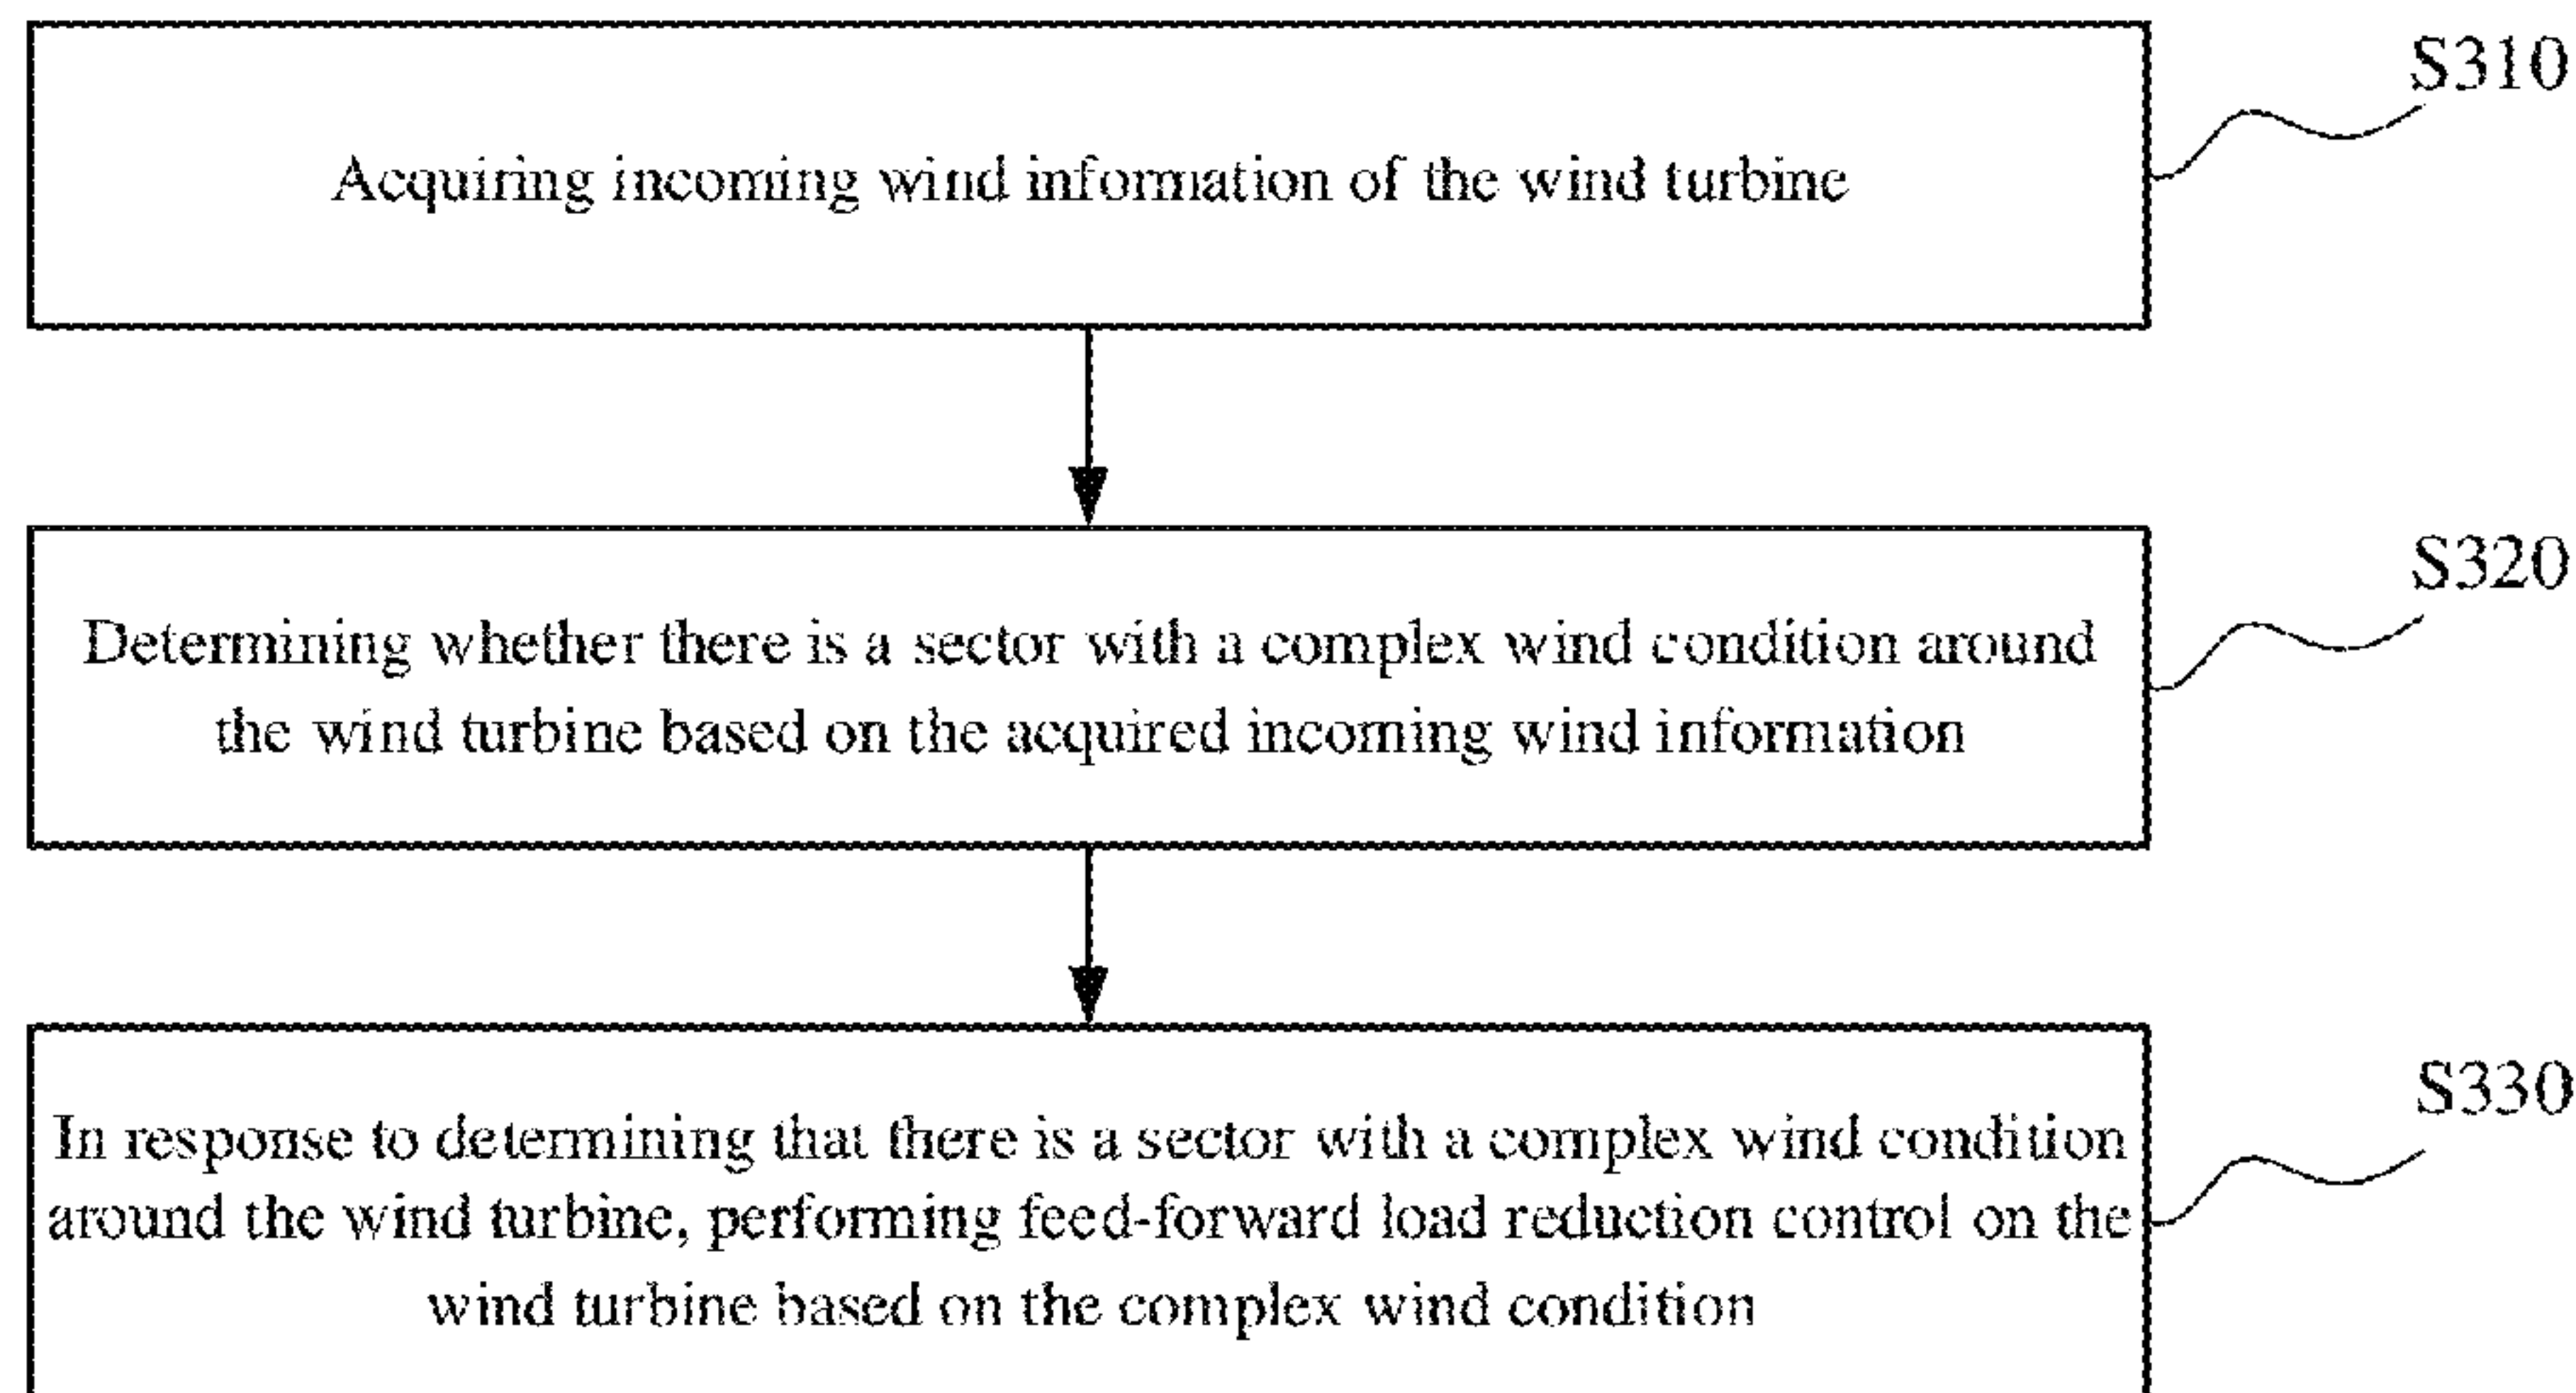 S310
Acquiring incoming wind information of the wind turbine
S320
Determining whether there is a sector with a complex wind condition around
the wind turbine based on the acquired incoming wind information
S330
In response to determining that there is a sector with a complex wind condition
around the wind turbine, performing feed-forward load reduction control on the
wind turbine based on the complex wind condition